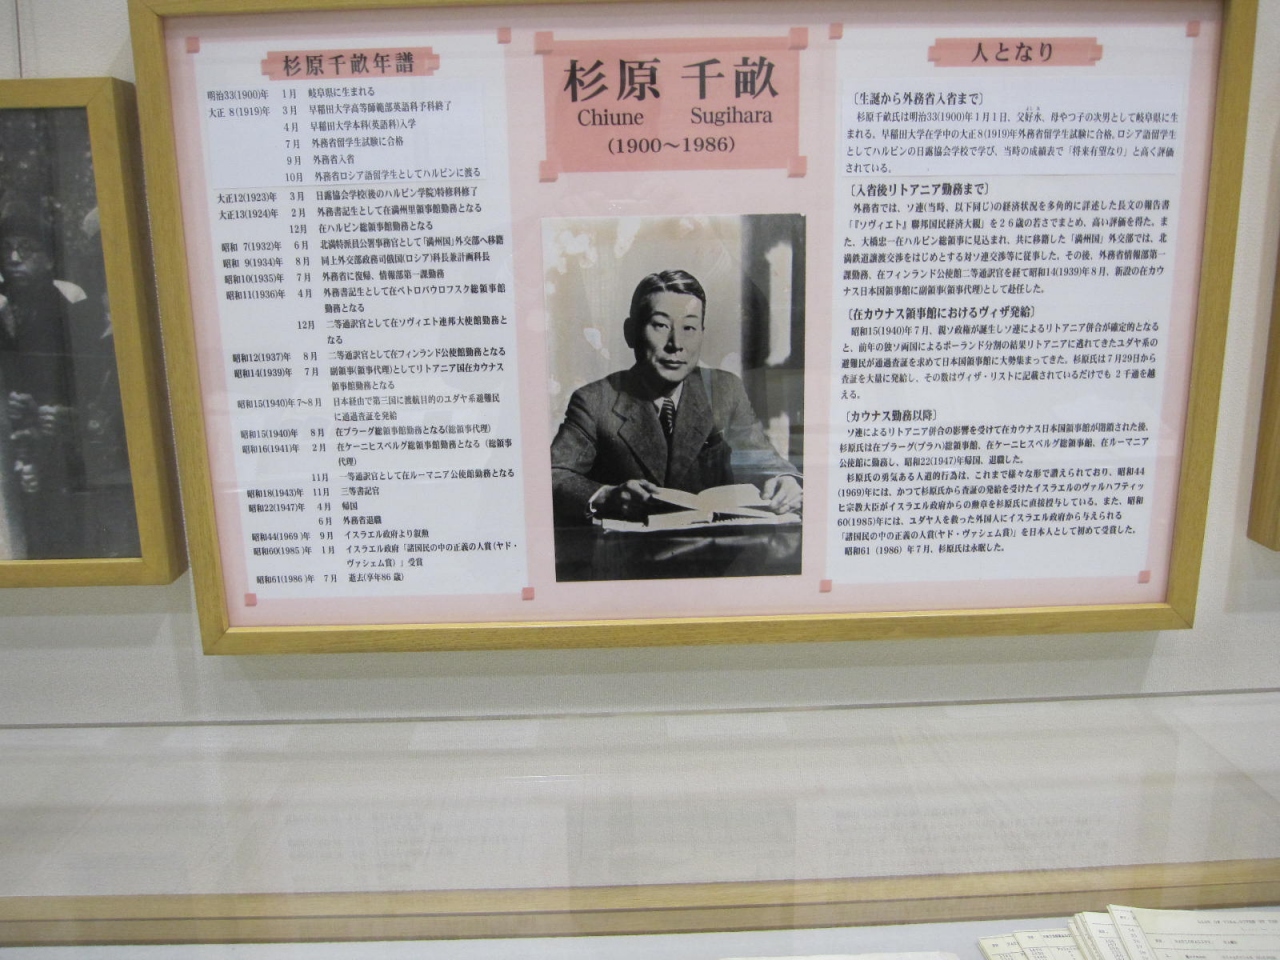 杉原千畝年譜
明治33(1900)年 1月 岐阜県に生まれる
大正 8(1919)年 3月 早稲田大学高等師範部英語科予科終了
4月 早稲田大学本科(英語科)入学
7月 外務省留学生試験に合格
9月 外務省入省
10月 外務省ロシア語留学生としてハルビンに渡る
大正12(1923)年 3月 日露協会学校(後のハルビン学院)特修科修了
大正13(1924)年 2月 外務書記生として在満州里領事館勤務となる
12月 在ハルビン総領事館勤務となる
昭和 7(1932)年 6月 北満特派員公署事務官として「満州国」外交部へ移籍
昭和 9(1934)年 8月 同上外交部政務司俄国(ロシア)科長兼計画科長
昭和10(1935)年 7月 外務省に復帰、情報部第一課勤務
昭和11(1936)年 4月 外務書記生として在ペトロパウロフスク総領事館
勤務となる
12月 二等通訳官として在ソヴィエト連邦大使館勤務と
なる
昭和12(1937)年 8月 二等通訳官として在フィンランド公使館勤務となる
昭和14(1939)年 7月 副領事(領事代理)としてリトアニア国在カウナス
領事館勤務となる
昭和15(1940)年7~8月 日本経由で第三国に渡航目的のユダヤ系避難民
に通過査証を発給
昭和15(1940)年 8月 在プラーグ総領事館勤務となる(総領事代理)
昭和16(1941)年 2月 在ケーニヒスベルグ総領事館勤務となる(総領事
代理)
11月 一等通訳官として在ルーマニア公使館勤務となる
昭和18(1943)年 11月 三等書記官
昭和22(1947)年 4月 帰国
6月 外務省退職
昭和44(1969)年 9月 イスラエル政府より叙勲
昭和60(1985)年 1月 イスラエル政府「諸国民の中の正義の人賞(ヤド・
ヴァシェム賞)」受賞
昭和61(1986)年 7月 逝去(享年86歳)
杉原 千畝
Chiune Sugihara
(1900~1986)
人となり
[生誕から外務省入省まで]
杉原千畝氏は明治33(1900)年1月1日、父好水、母やつ子の次男として岐阜県に生
まれる。早稲田大学在学中の大正8(1919)年外務省留学生試験に合格。ロシア語留学生
としてハルビンの日露協会学校で学び、当時の成績表で「将来有望なり」と高く評価
されている。
[入省後リトアニア勤務まで]
外務省では、ソ連(当時、以下同じ)の経済状況を多角的に詳述した長文の報告書
「『ソヴィエト』聯邦国民経済大観」を26歳の若さでまとめ、高い評価を得た。ま
た、大橋忠一在ハルビン総領事に見込まれ、共に移籍した「満州国」外交部では、北
満鉄道譲渡交渉をはじめとする対ソ連交渉等に従事した。その後、外務省情報部第一
課勤務、在フィンランド公使館二等通訳官を経て昭和14(1939)年8月、新設の在カウ
ナス日本国領事館に副領事(領事代理)として赴任した。
[在カウナス領事館におけるヴィザ発給]
昭和15(1940)年7月、親ソ政権が誕生しソ連によるリトアニア併合が確定的となる
と、前年の独ソ両国によるポーランド分割の結果リトアニアに逃れてきたユダヤ系の
避難民が通過査証を求めて日本国領事館に大勢集まってきた。杉原氏は7月29日から
査証を大量に発給し、その数はヴィザ・リストに記載されているだけでも2千通を越
える。
[カウナス勤務以降]
ソ連によるリトアニア併合の影響を受けて在カウナス日本国領事館が閉鎖された後、
杉原氏は在プラーグ(プラハ)総領事館、在ケーニヒスベルグ総領事館、在ルーマニア
公使館に勤務し、昭和22(1947)年帰国、退職した。
杉原氏の勇気ある人道的行為は、これまで様々な形で讃えられており、昭和44
(1969)年には、かつて杉原氏から査証の発給を受けたイスラエルのヴァルハフティッ
ヒ宗教大臣がイスラエル政府からの勲章を杉原氏に直接授与している。また、昭和
60(1985)年には、ユダヤ人を救った外国人にイスラエル政府から与えられる
「諸国民の中の正義の人賞(ヤド・ヴァシェム賞)」を日本人として初めて受賞した。
昭和61(1986)年7月、杉原氏は永眠した。